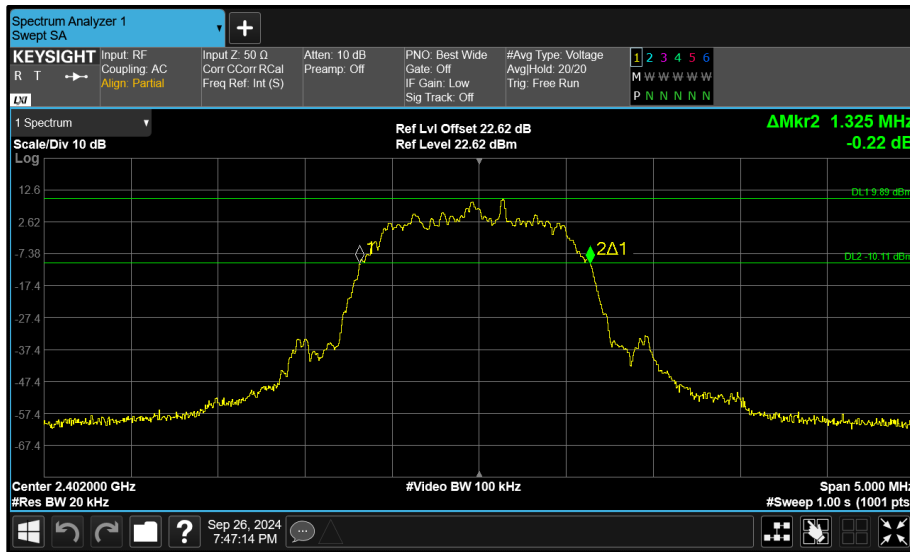 Spectrum Analyzer 1
Swept SA
KEYSIGHT
R T
LXI
Input: RF
Coupling: AC
Align: Partial
Input Z: 50 Ω
Corr CCorr RCal
Freq Ref: Int (S)
Atten: 10 dB
Preamp: Off
PNO: Best Wide
Gate: Off
IF Gain: Low
Sig Track: Off
#Avg Type: Voltage
Avg|Hold: 20/20
Trig: Free Run
1 2 3 4 5 6
M W W W W W
P N N N N N
1 Spectrum
Scale/Div 10 dB
Log
Ref Lvl Offset 22.62 dB
Ref Level 22.62 dBm
ΔMkr2 1.325 MHz
-0.22 dB
12.6
DL1 9.89 dBm
2.62
1
2Δ1
-7.38
DL2 -10.11 dBm
-17.4
-27.4
-37.4
-47.4
-57.4
-67.4
Center 2.402000 GHz
#Video BW 100 kHz
Span 5.000 MHz
#Res BW 20 kHz
#Sweep 1.00 s (1001 pts
?
Sep 26, 2024
7:47:14 PM